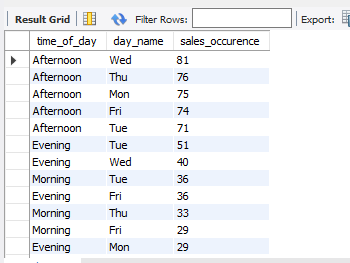 Result Grid Filter Rows: Export:
time_of_day day_name sales_occurence
Afternoon Wed 81
Afternoon Thu 76
Afternoon Mon 75
Afternoon Fri 74
Afternoon Tue 71
Evening Tue 51
Evening Wed 40
Morning Tue 36
Evening Fri 36
Morning Thu 33
Morning Fri 29
Evening Mon 29